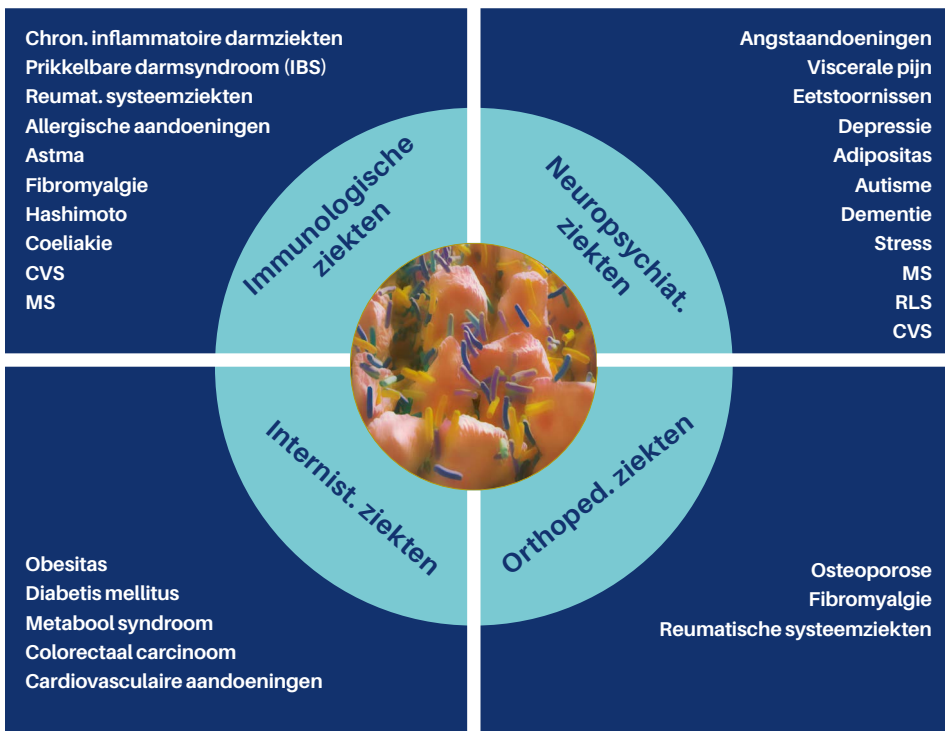 Chron. inflammatoire darmziekten
Prikkelbare darmsyndroom (IBS)
Reumat. systeemziekten
Allergische aandoeningen
Astma
Fibromyalgie
Hashimoto
Coeliakie
CVS
MS
Immunologische
ziekten
Angstaandoeningen
Viscerale pijn
Eetstoornissen
Depressie
Adipositas
Autisme
Dementie
Stress
MS
RLS
CVS
Neuropsychiat.
ziekten
Internist. ziekten
Obesitas
Diabetis mellitus
Metabool syndroom
Colorectaal carcinoom
Cardiovasculaire aandoeningen
Orthoped. ziekten
Osteoporose
Fibromyalgie
Reumatische systeemziekten